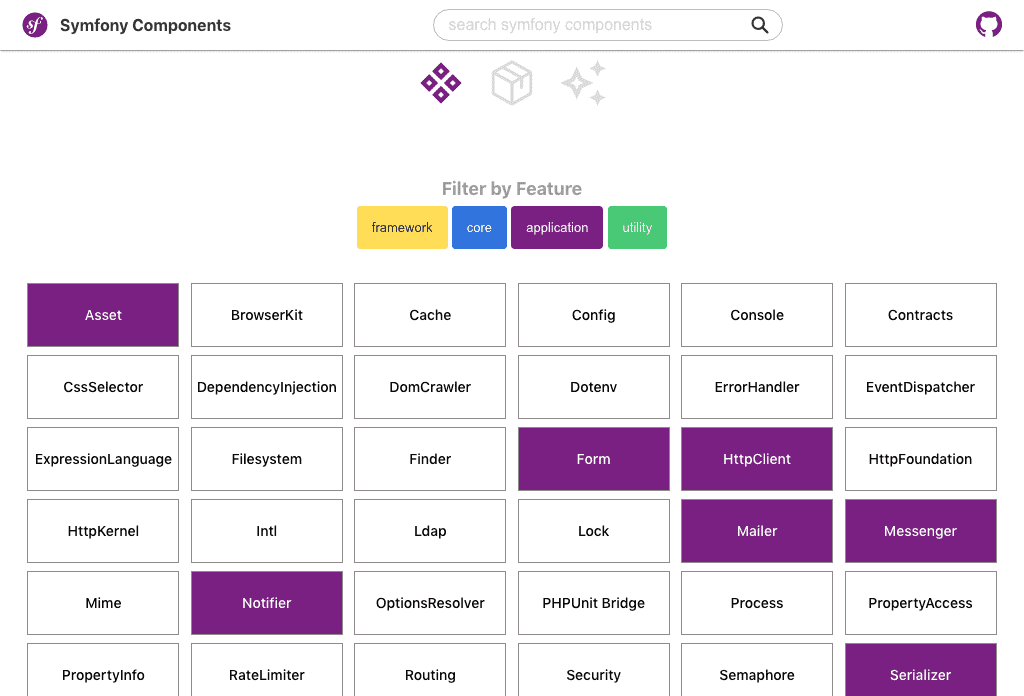 sf Symfony Components search symfony components
Filter by Feature
framework core application utility
Asset BrowserKit Cache Config Console Contracts
CssSelector DependencyInjection DomCrawler Dotenv ErrorHandler EventDispatcher
ExpressionLanguage Filesystem Finder Form HttpClient HttpFoundation
HttpKernel Intl Ldap Lock Mailer Messenger
Mime Notifier OptionsResolver PHPUnit Bridge Process PropertyAccess
PropertyInfo RateLimiter Routing Security Semaphore Serializer